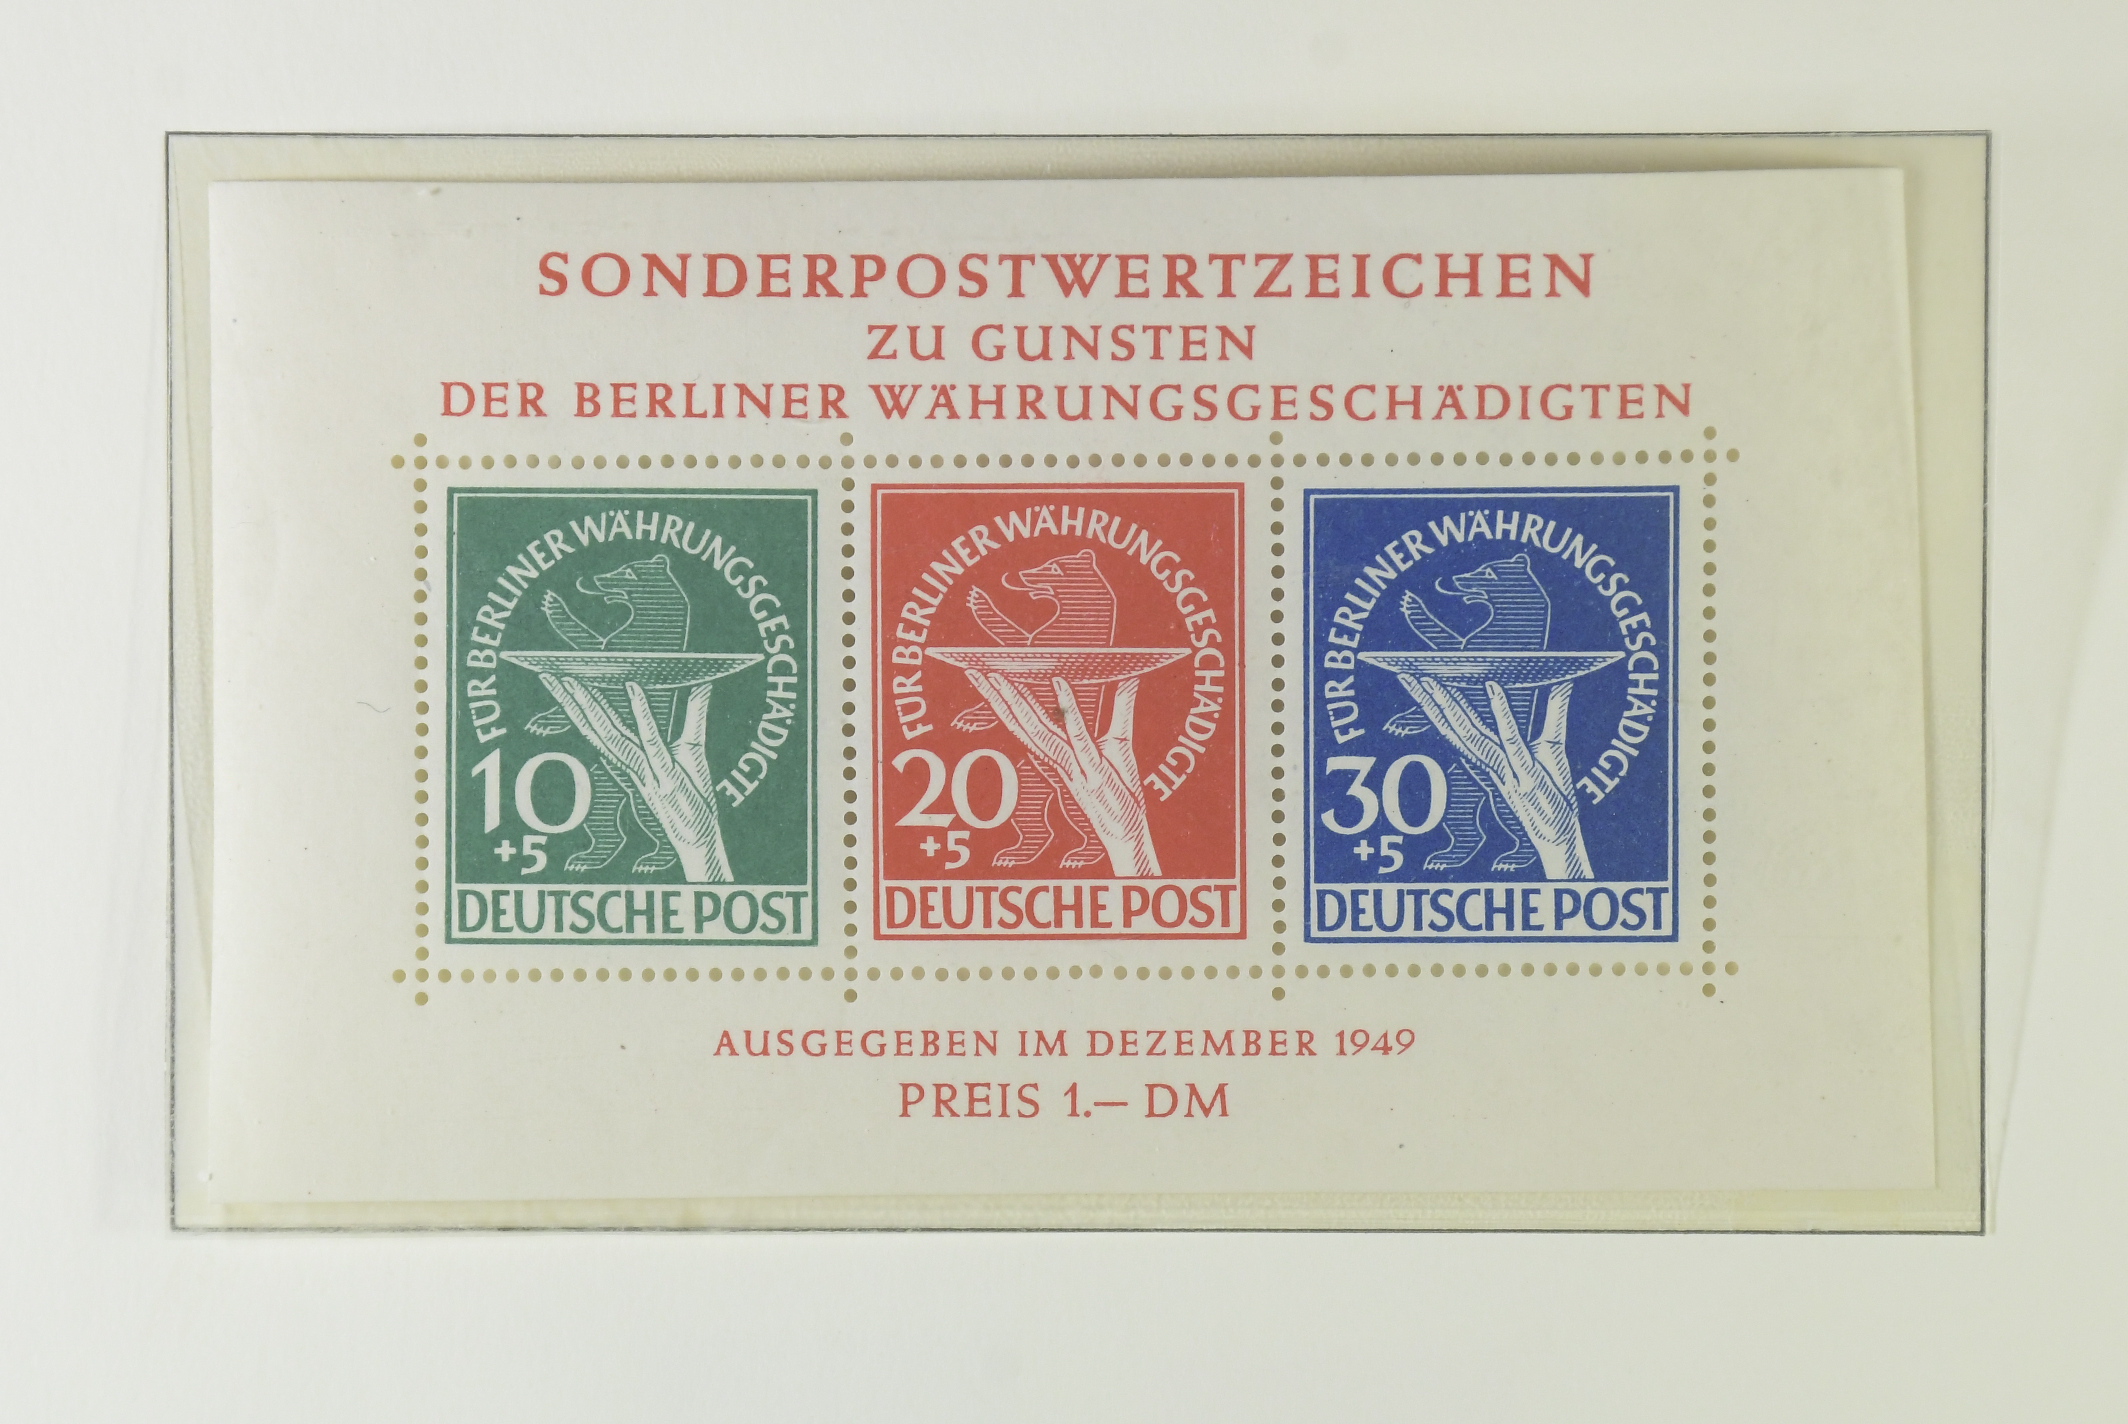 SONDERPOSTWERTZEICHEN
ZU GUNSTEN
DER BERLINER WÄHRUNGSGESCHÄDIGTEN
FÜR BERLINER WÄHRUNGSGESCHÄDIGTE
10
+5
DEUTSCHE POST
FÜR BERLINER WÄHRUNGSGESCHÄDIGTE
20
+5
DEUTSCHE POST
FÜR BERLINER WÄHRUNGSGESCHÄDIGTE
30
+5
DEUTSCHE POST
AUSGEGEBEN IM DEZEMBER 1949
PREIS 1.— DM